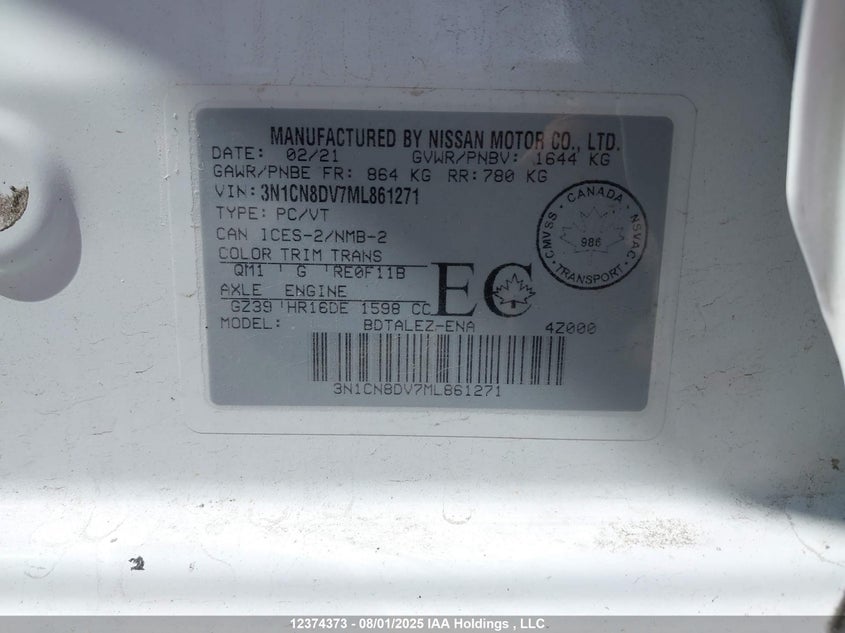 MANUFACTURED BY NISSAN MOTOR CO., LTD.
DATE: 02/21 GVWR/PNBV: 1644 KG
GAWR/PNBE FR: 864 KG RR: 780 KG
VIN: 3N1CN8DV7ML861271
TYPE: PC/VT
CAN ICES-2/NMB-2
COLOR TRIM TRANS
QM1 G RE0F11B
AXLE ENGINE
GZ39 HR16DE 1598 CC
EC
MODEL: BDTALEZ-ENA 4Z000
CANADA
CMVSS
NSVAC
986
TRANSPORT
3N1CN8DV7ML861271
12374373 - 08/01/2025 IAA Holdings , LLC.